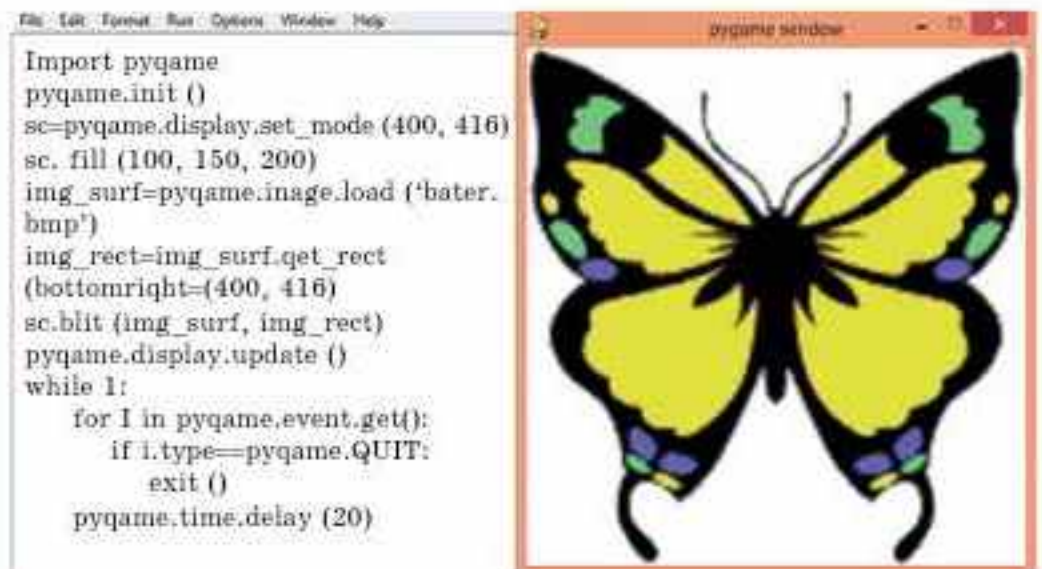 File Edit Format Run Options Window Help
pygame window
Import pyqame
pyqame.init ()
sc=pyqame.display.set_mode (400, 416)
sc. fill (100, 150, 200)
img_surf=pyqame.inage.load (‘bater.
bmp’)
img_rect=img_surf.qet_rect
(bottomriqht=(400, 416)
sc.blit (img_surf, img_rect)
pyqame.display.update ()
while 1:
for I in pyqame.event.get():
if i.type==pyqame.QUIT:
exit ()
pyqame.time.delay (20)